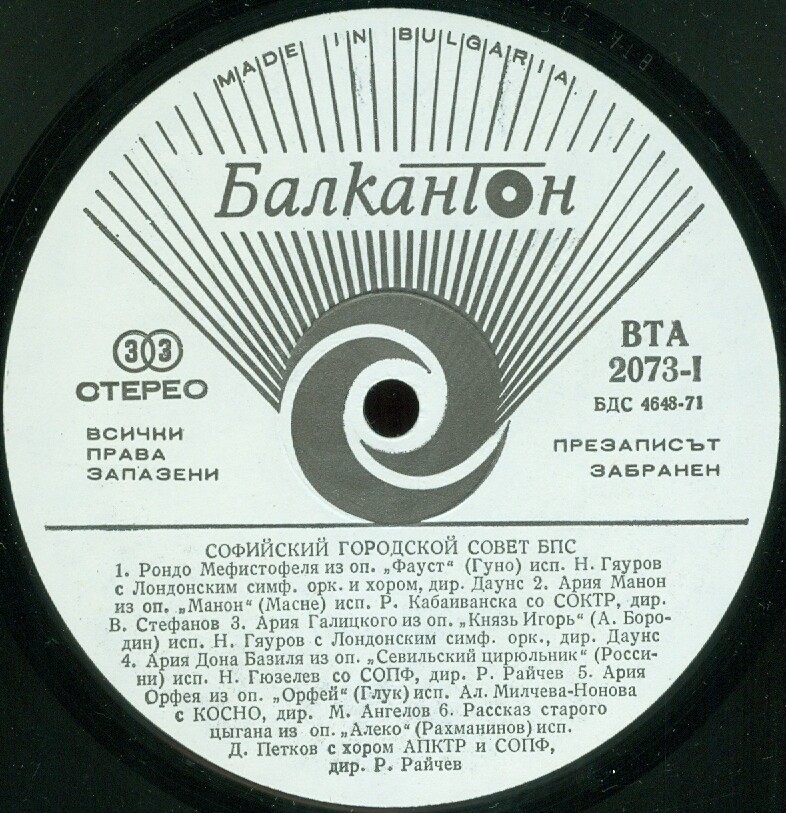 MADE IN BULGARIA
Балкантон
33
СТЕРЕО
ВСИЧКИ
ПРАВА
ЗАПАЗЕНИ
ВТА
2073-I
БДС 4648-71
ПРЕЗАПИСЪТ
ЗАБРАНЕН
СОФИЙСКИЙ ГОРОДСКОЙ СОВЕТ БПС
1. Рондо Мефистофеля из оп. „Фауст“ (Гуно) исп. Н. Гяуров
с Лондонским симф. орк. и хором, дир. Даунс 2. Ария Манон
из оп. „Манон“ (Масне) исп. Р. Кабаиванска со СОКТР, дир.
В. Стефанов 3. Ария Галицкого из оп. „Князь Игорь“ (А. Боро-
дин) исп. Н. Гяуров с Лондонским симф. орк., дир. Даунс
4. Ария Дона Базиля из оп. „Севильский цирюльник“ (Росси-
ни) исп. Н. Гюзелев со СОПФ, дир. Р. Райчев 5. Ария
Орфея из оп. „Орфей“ (Глук) исп. Ал. Милчева-Нонова
с КОСНО, дир. М. Ангелов 6. Рассказ старого
цыгана из оп. „Алеко“ (Рахманинов) исп.
Д. Петков с хором АПКТР и СОПФ,
дир. Р. Райчев